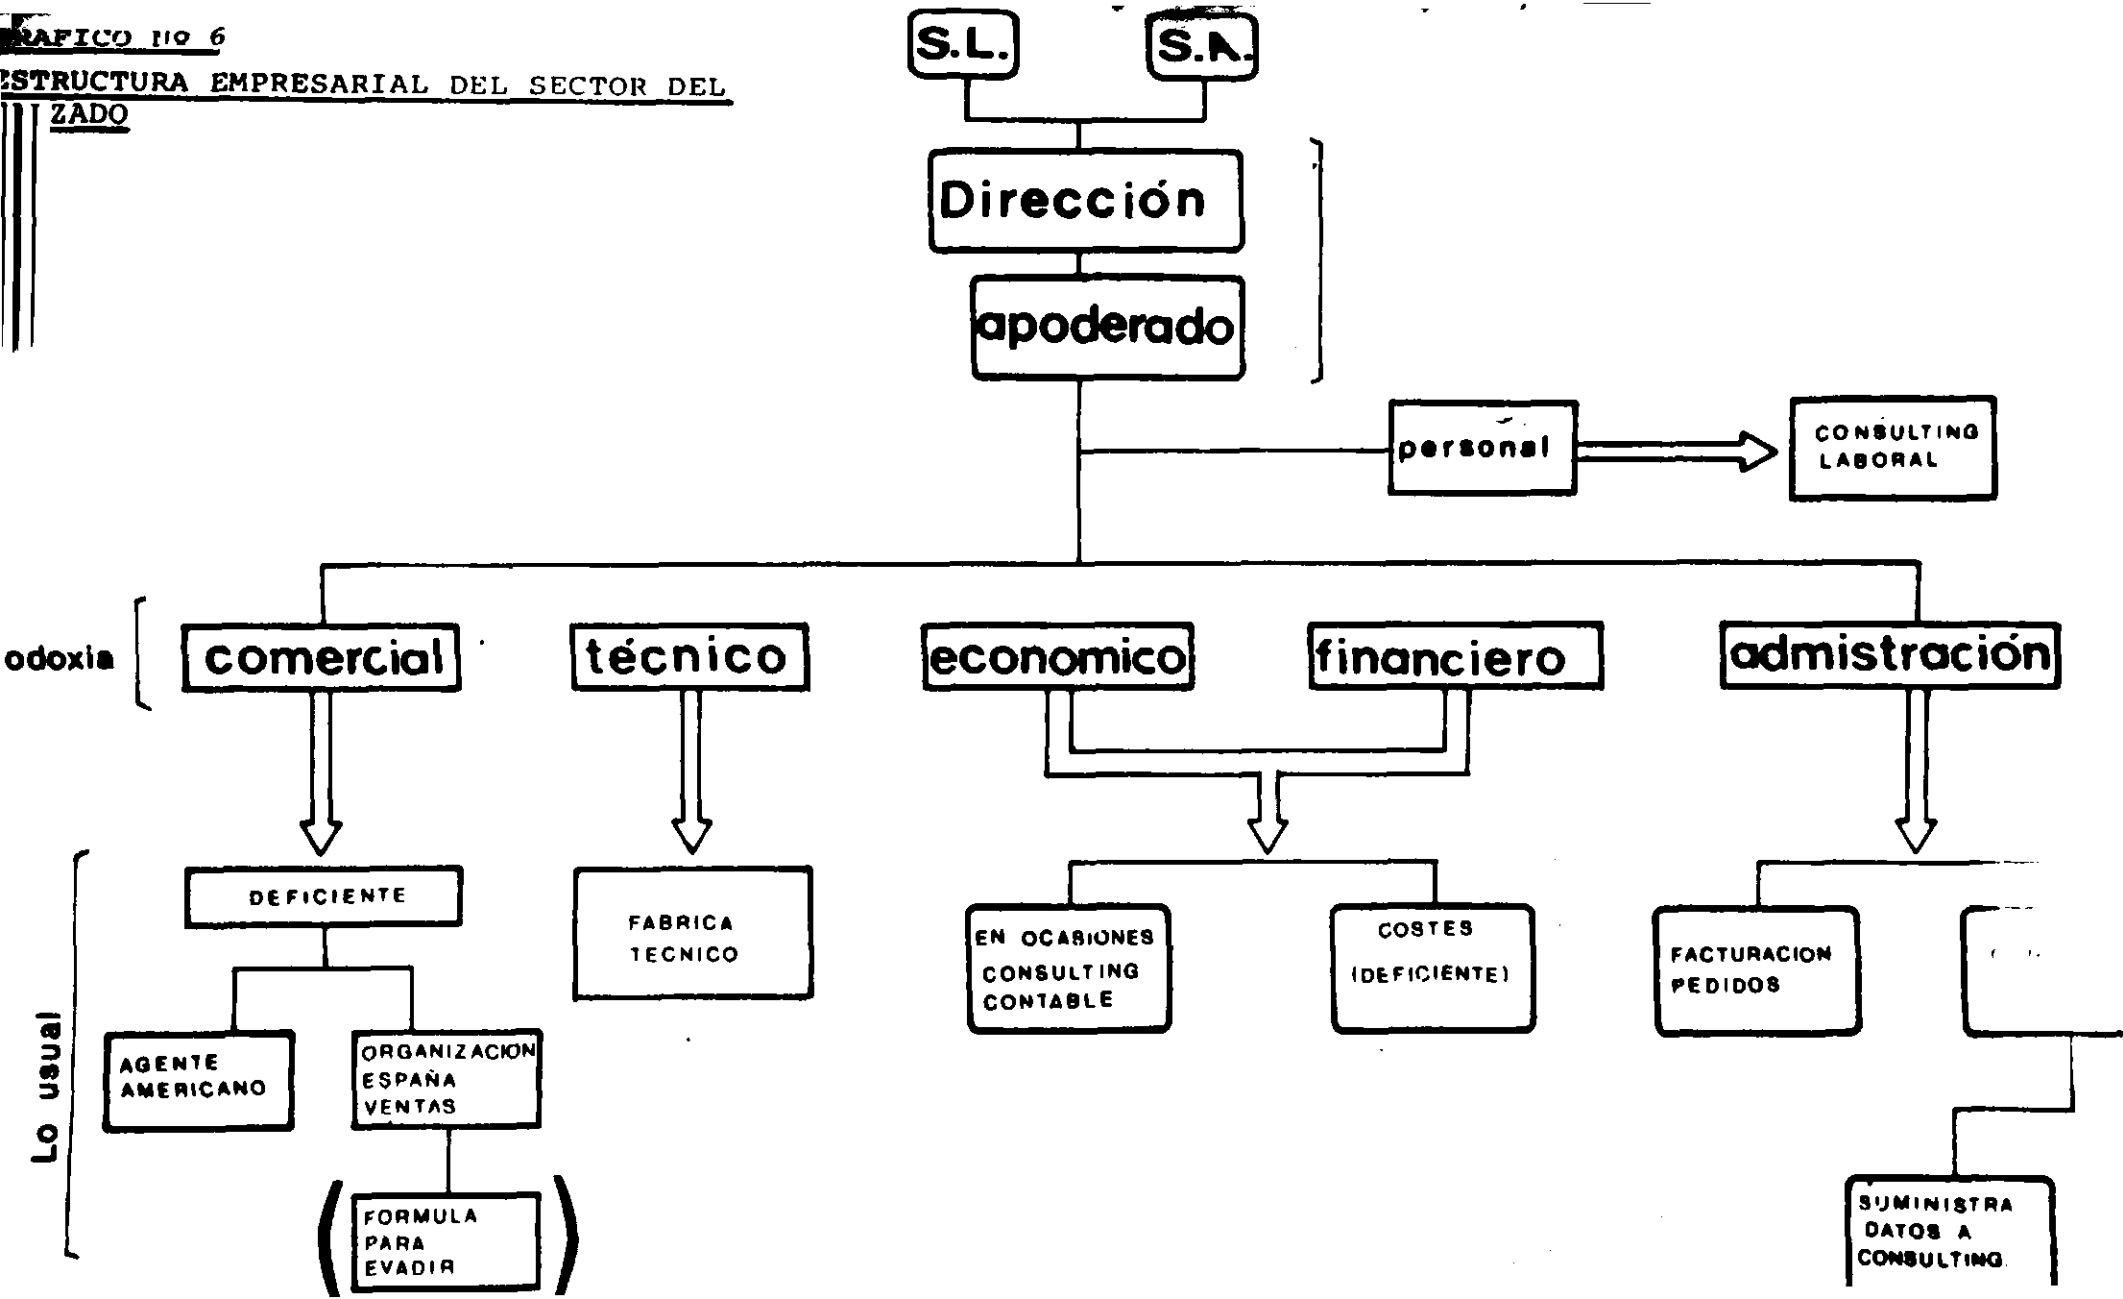 GRAFICO Nº 6
ESTRUCTURA EMPRESARIAL DEL SECTOR DEL
ZADO
S.L.
S.A.
Dirección
apoderado
personal
CONSULTING
LABORAL
odoxia
comercial
técnico
economico
financiero
admistración
Lo usual
DEFICIENTE
FABRICA
TECNICO
EN OCASIONES
CONSULTING
CONTABLE
COSTES
(DEFICIENTE)
FACTURACION
PEDIDOS
AGENTE
AMERICANO
ORGANIZACION
ESPAÑA
VENTAS
FORMULA
PARA
EVADIR
SUMINISTRA
DATOS A
CONSULTING.